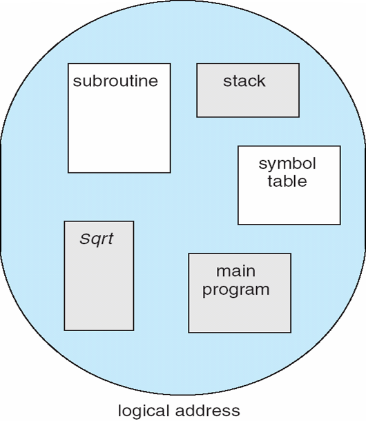 subroutine
stack
symbol
table
Sqrt
main
program
logical address